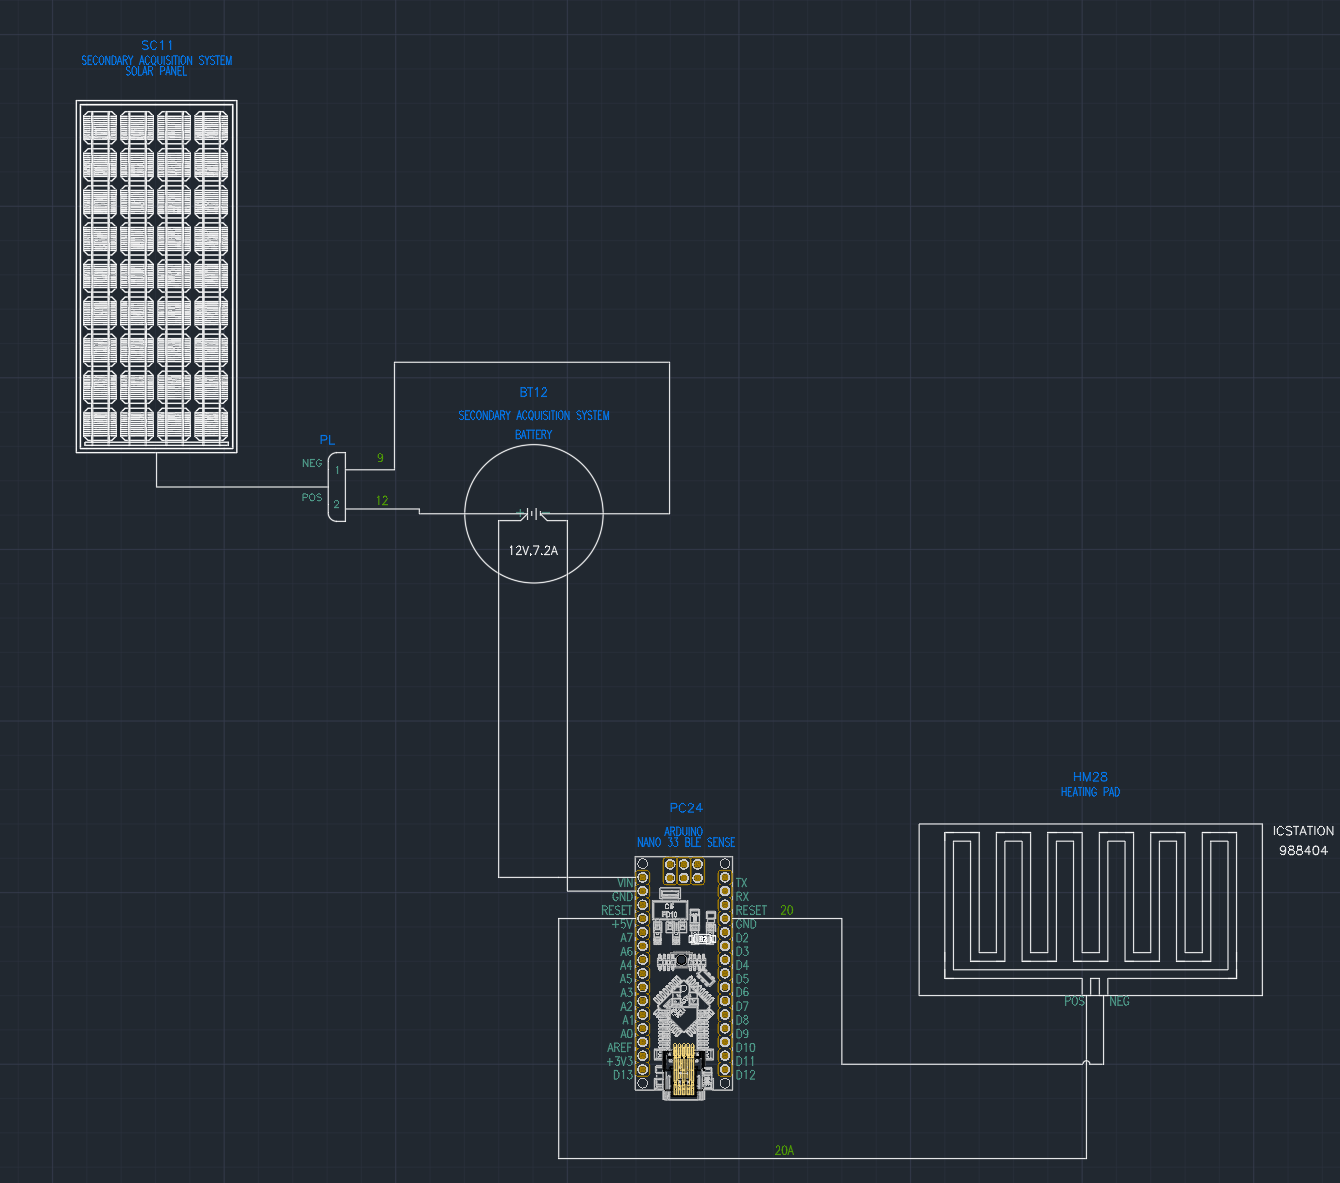 SC11
SECONDARY ACQUISITION SYSTEM
SOLAR PANEL
BT12
SECONDARY ACQUISITION SYSTEM
BATTERY
PL
NEG
1
9
POS
2
12
+
-
12V,7.2A
HM28
HEATING PAD
PC24
ARDUINO
NANO 33 BLE SENSE
ICSTATION
988404
VIN
GND
RESET
+5V
A7
A6
A4
A5
A3
A2
A1
A0
AREF
+3V3
D13
TX
RX
RESET
GND
D2
D3
D4
D5
D6
D7
D8
D9
D10
D11
D12
20
POS
NEG
20A